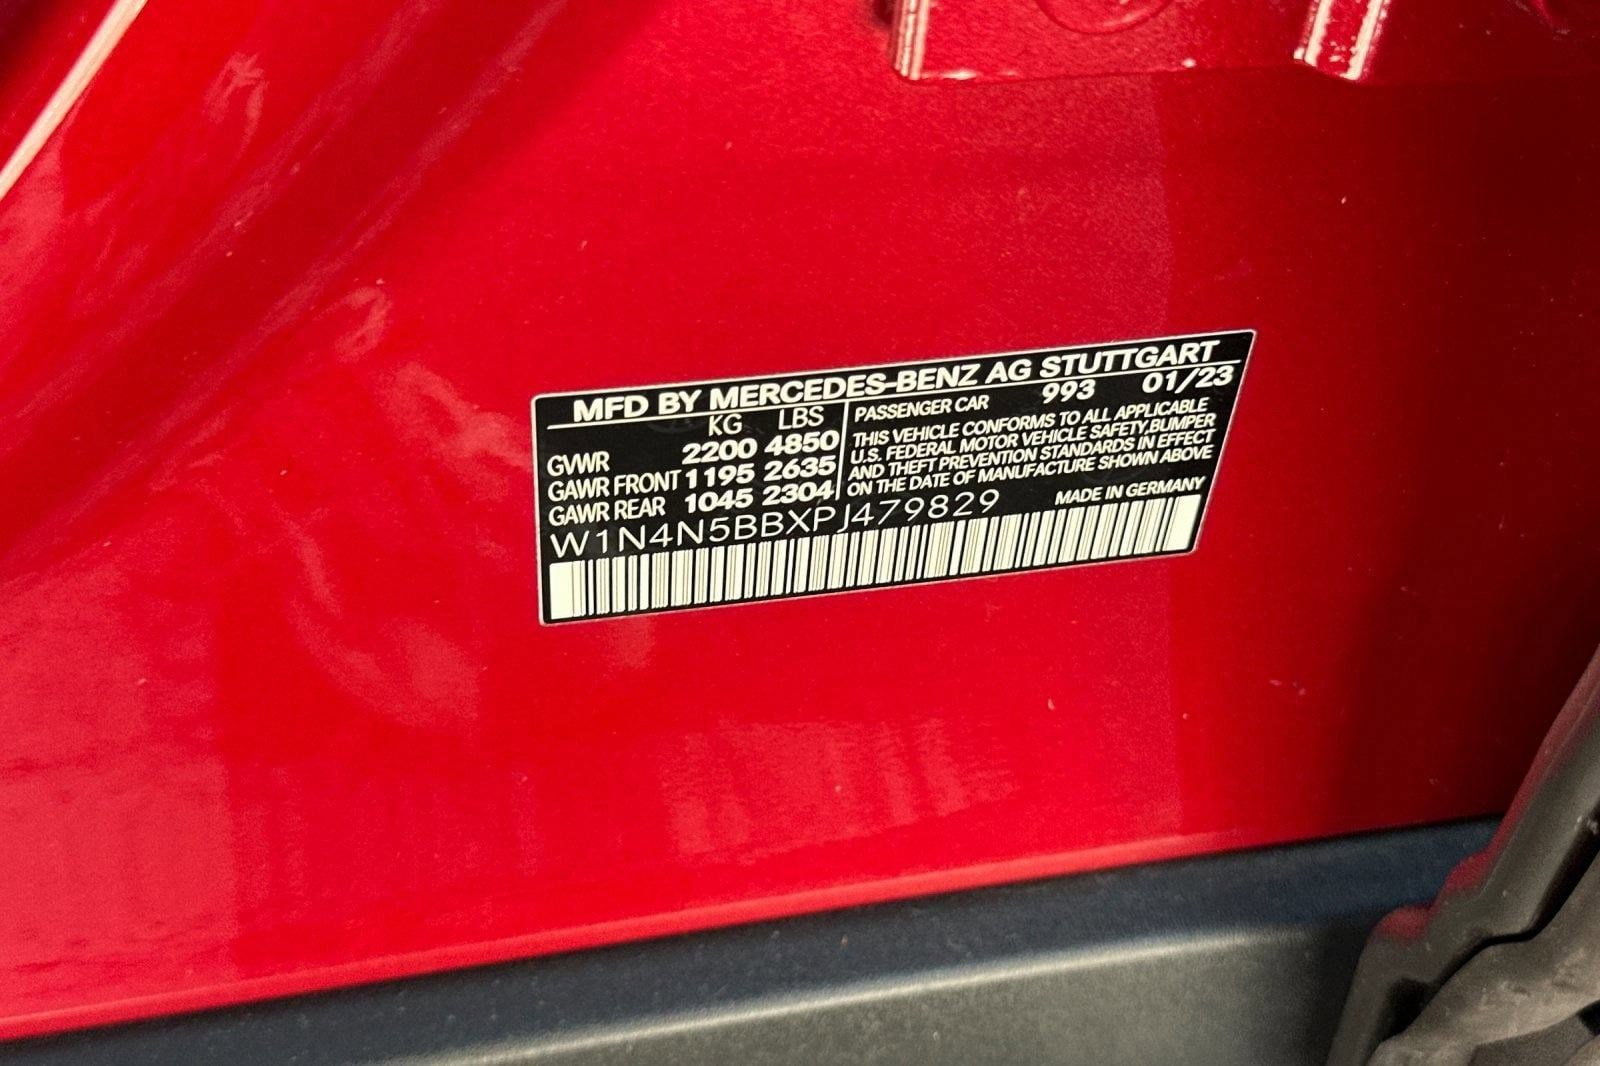 MFD BY MERCEDES-BENZ AG STUTTGART
KG LBS
GVWR 2200 4850
GAWR FRONT 1195 2635
GAWR REAR 1045 2304
PASSENGER CAR 993 01/23
THIS VEHICLE CONFORMS TO ALL APPLICABLE
U.S. FEDERAL MOTOR VEHICLE SAFETY,BUMPER
AND THEFT PREVENTION STANDARDS IN EFFECT
ON THE DATE OF MANUFACTURE SHOWN ABOVE
W1N4N5BBXPJ479829
MADE IN GERMANY